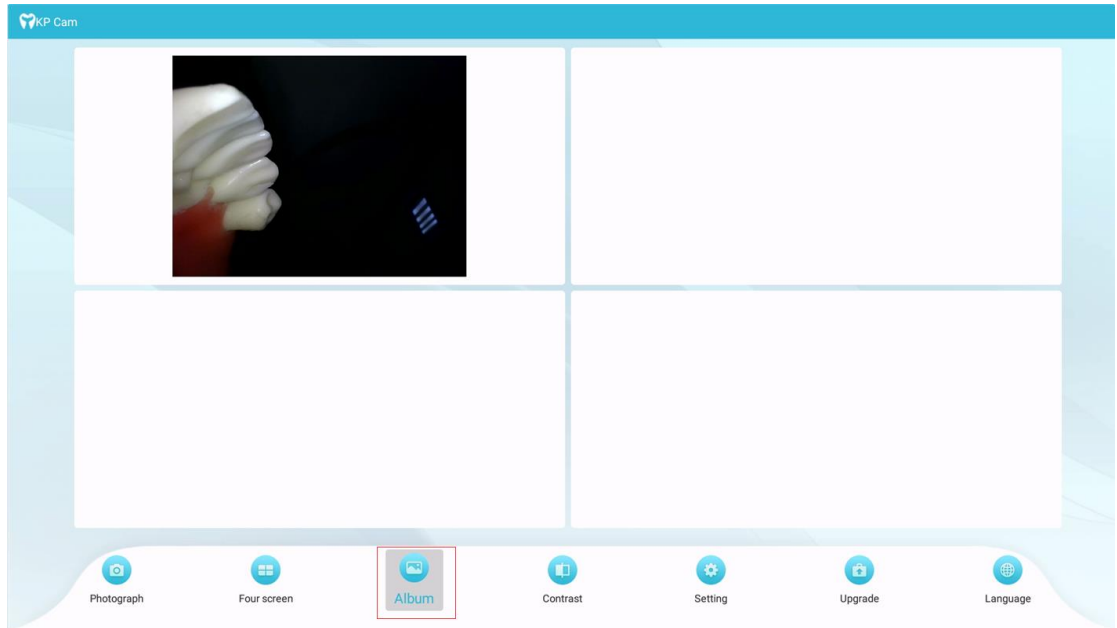 KP Cam
Photograph
Four screen
Album
Contrast
Setting
Upgrade
Language